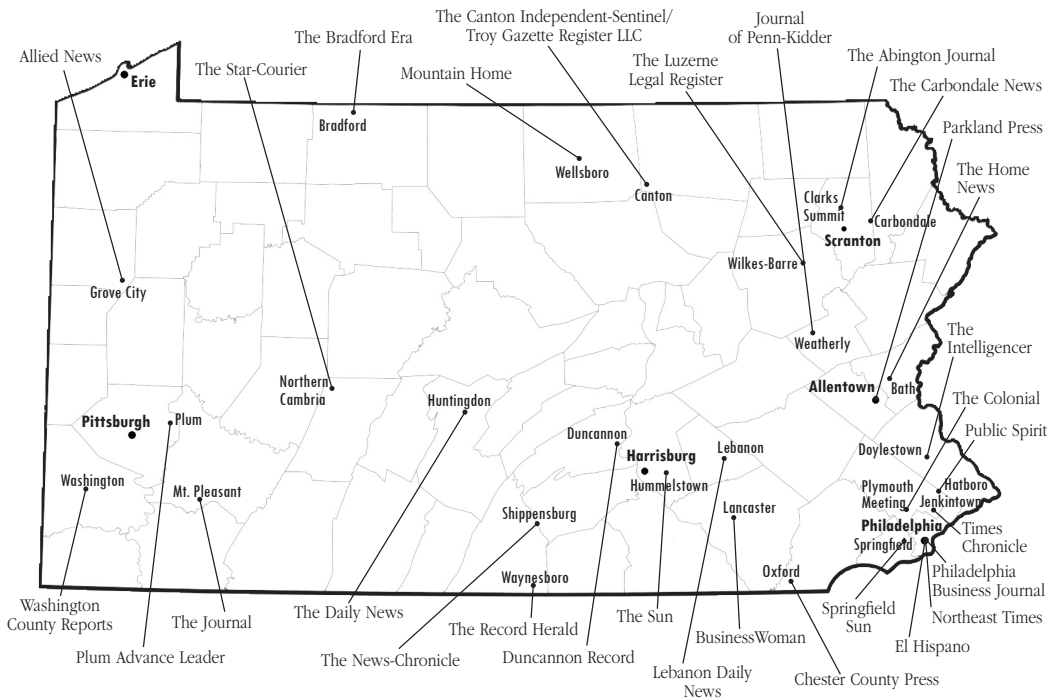 The Canton Independent-Sentinel/
Troy Gazette Register LLC
Journal
of Penn-Kidder
The Bradford Era
Allied News
The Star-Courier
Mountain Home
The Luzerne
Legal Register
The Abington Journal
The Carbondale News
Parkland Press
The Home
News
Erie
Bradford
Wellsboro
Canton
Clarks
Summit
Carbondale
Scranton
Wilkes-Barre
Grove City
Weatherly
The
Intelligencer
Northern
Cambria
Allentown
Bath
The Colonial
Huntingdon
Pittsburgh
Plum
Public Spirit
Duncannon
Harrisburg
Lebanon
Doylestown
Washington
Mt. Pleasant
Hummelstown
Plymouth
Meeting
Hatboro
Jenkintown
Shippensburg
Lancaster
Philadelphia
Springfield
Times
Chronicle
Waynesboro
Oxford
Philadelphia
Business Journal
Washington
County Reports
The Journal
The Daily News
The Record Herald
The Sun
BusinessWoman
Springfield
Sun
Northeast Times
El Hispano
Plum Advance Leader
The News-Chronicle
Duncannon Record
Lebanon Daily
News
Chester County Press